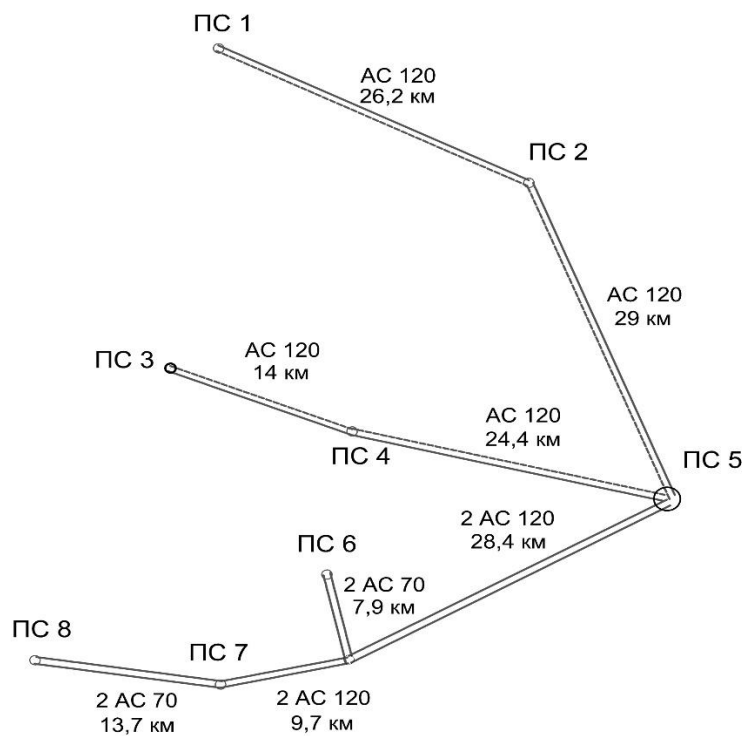 ПС 1
АС 120
26,2 км
ПС 2
АС 120
29 км
ПС 3
АС 120
14 км
АС 120
24,4 км
ПС 4
ПС 5
2 АС 120
28,4 км
ПС 6
2 АС 70
7,9 км
ПС 8
ПС 7
2 АС 70
13,7 км
2 АС 120
9,7 км